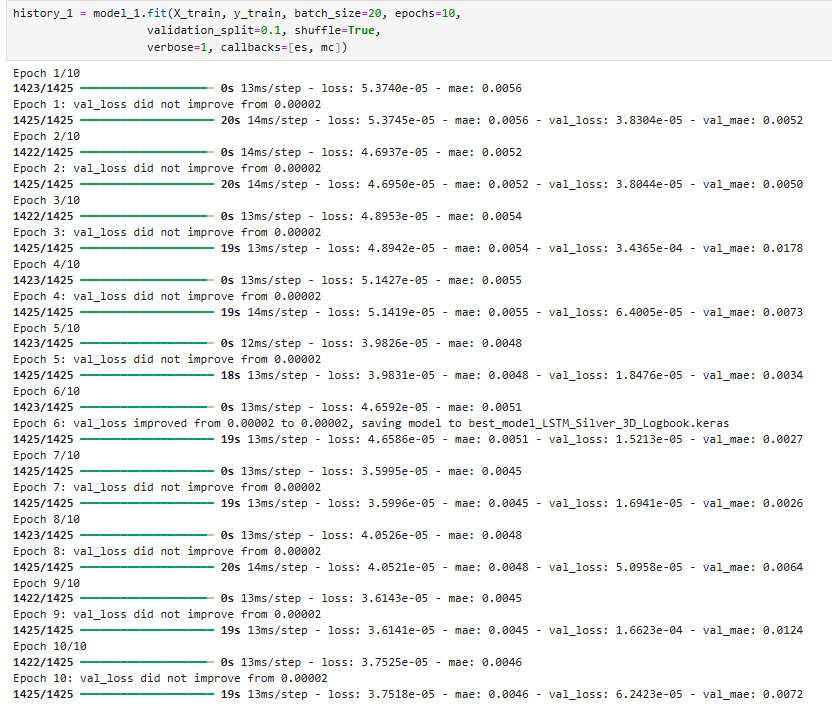 history_1 = model_1.fit(X_train, y_train, batch_size=20, epochs=10,
validation_split=0.1, shuffle=True,
verbose=1, callbacks=[es, mc])
Epoch 1/10
1423/1425 0s 13ms/step - loss: 5.3740e-05 - mae: 0.0056
Epoch 1: val_loss did not improve from 0.00002
1425/1425 20s 14ms/step - loss: 5.3745e-05 - mae: 0.0056 - val_loss: 3.8304e-05 - val_mae: 0.0052
Epoch 2/10
1422/1425 0s 14ms/step - loss: 4.6937e-05 - mae: 0.0052
Epoch 2: val_loss did not improve from 0.00002
1425/1425 20s 14ms/step - loss: 4.6950e-05 - mae: 0.0052 - val_loss: 3.8044e-05 - val_mae: 0.0050
Epoch 3/10
1422/1425 0s 13ms/step - loss: 4.8953e-05 - mae: 0.0054
Epoch 3: val_loss did not improve from 0.00002
1425/1425 19s 13ms/step - loss: 4.8942e-05 - mae: 0.0054 - val_loss: 3.4365e-04 - val_mae: 0.0178
Epoch 4/10
1423/1425 0s 13ms/step - loss: 5.1427e-05 - mae: 0.0055
Epoch 4: val_loss did not improve from 0.00002
1425/1425 19s 14ms/step - loss: 5.1419e-05 - mae: 0.0055 - val_loss: 6.4005e-05 - val_mae: 0.0073
Epoch 5/10
1423/1425 0s 12ms/step - loss: 3.9826e-05 - mae: 0.0048
Epoch 5: val_loss did not improve from 0.00002
1425/1425 18s 13ms/step - loss: 3.9831e-05 - mae: 0.0048 - val_loss: 1.8476e-05 - val_mae: 0.0034
Epoch 6/10
1423/1425 0s 13ms/step - loss: 4.6592e-05 - mae: 0.0051
Epoch 6: val_loss improved from 0.00002 to 0.00002, saving model to best_model_LSTM_Silver_3D_Logbook.keras
1425/1425 19s 13ms/step - loss: 4.6586e-05 - mae: 0.0051 - val_loss: 1.5213e-05 - val_mae: 0.0027
Epoch 7/10
1425/1425 0s 13ms/step - loss: 3.5995e-05 - mae: 0.0045
Epoch 7: val_loss did not improve from 0.00002
1425/1425 19s 13ms/step - loss: 3.5996e-05 - mae: 0.0045 - val_loss: 1.6941e-05 - val_mae: 0.0026
Epoch 8/10
1423/1425 0s 13ms/step - loss: 4.0526e-05 - mae: 0.0048
Epoch 8: val_loss did not improve from 0.00002
1425/1425 20s 14ms/step - loss: 4.0521e-05 - mae: 0.0048 - val_loss: 5.0958e-05 - val_mae: 0.0064
Epoch 9/10
1422/1425 0s 13ms/step - loss: 3.6143e-05 - mae: 0.0045
Epoch 9: val_loss did not improve from 0.00002
1425/1425 19s 13ms/step - loss: 3.6141e-05 - mae: 0.0045 - val_loss: 1.6623e-04 - val_mae: 0.0124
Epoch 10/10
1422/1425 0s 13ms/step - loss: 3.7525e-05 - mae: 0.0046
Epoch 10: val_loss did not improve from 0.00002
1425/1425 19s 13ms/step - loss: 3.7518e-05 - mae: 0.0046 - val_loss: 6.2423e-05 - val_mae: 0.0072